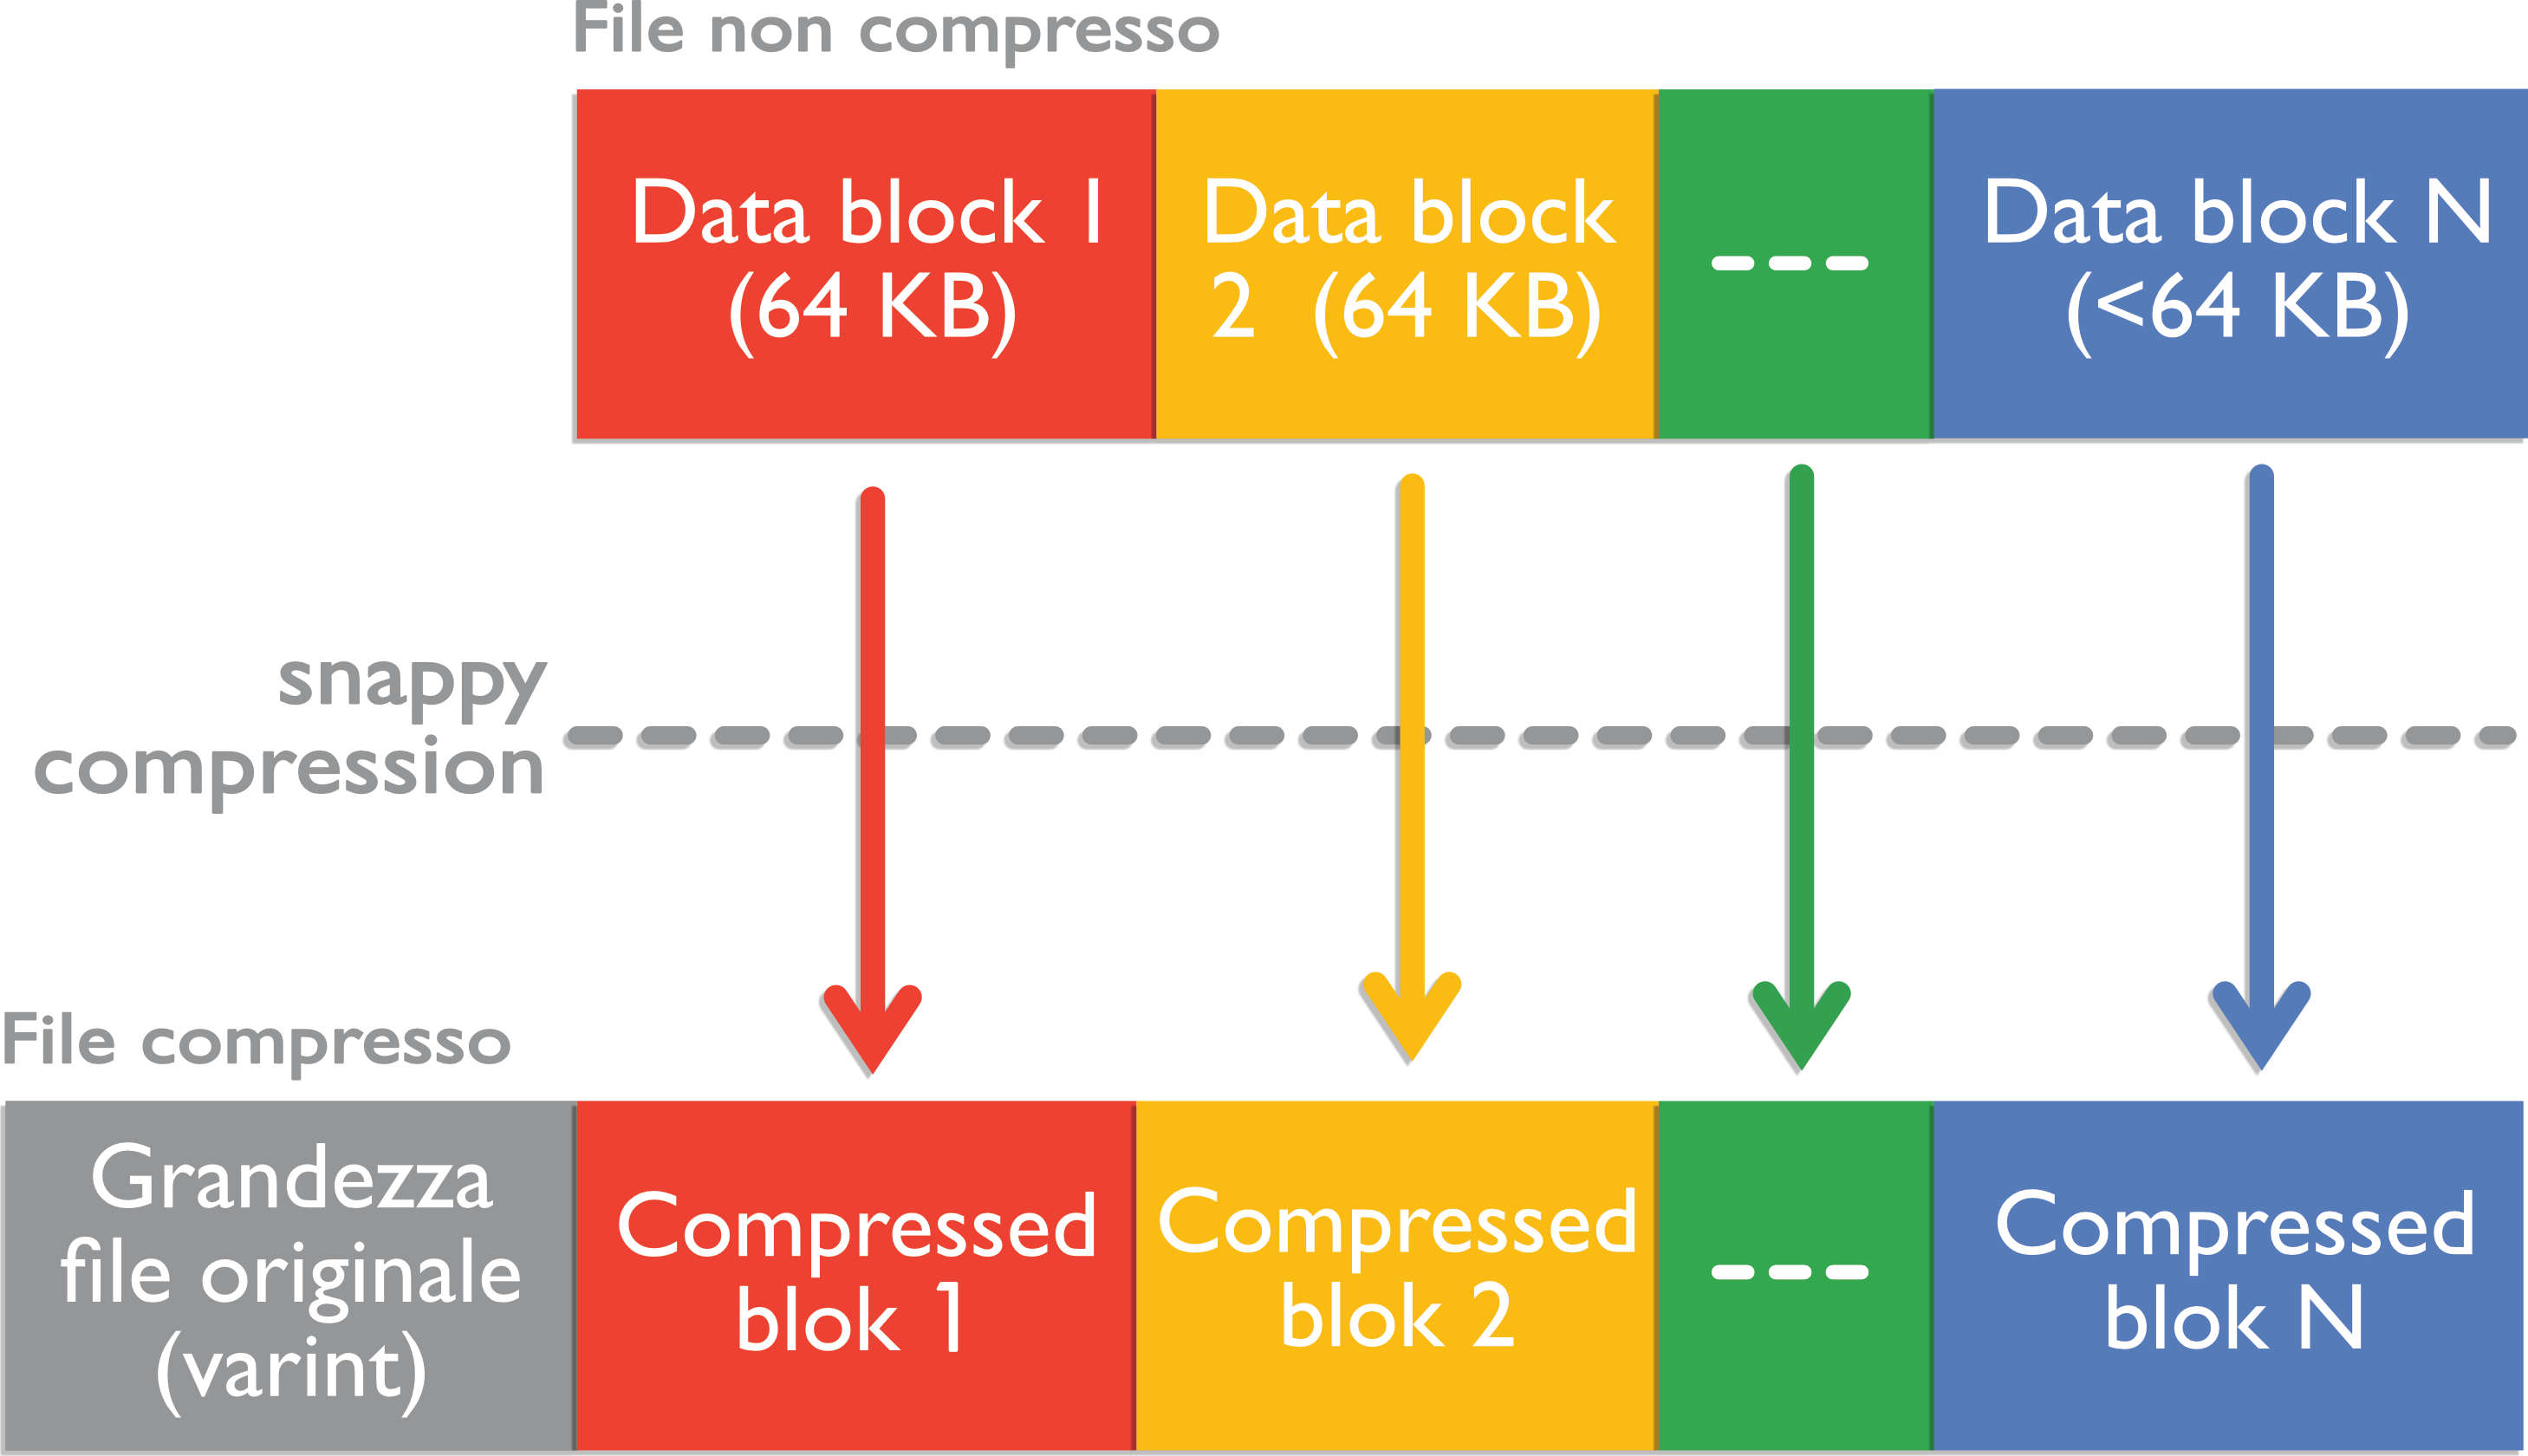 File non compresso
Data block 1
(64 KB)
Data block
2 (64 KB)
---
Data block N
(<64 KB)
snappy
compression
File compresso
Grandezza
file originale
(varint)
Compressed
blok 1
Compressed
blok 2
---
Compressed
blok N